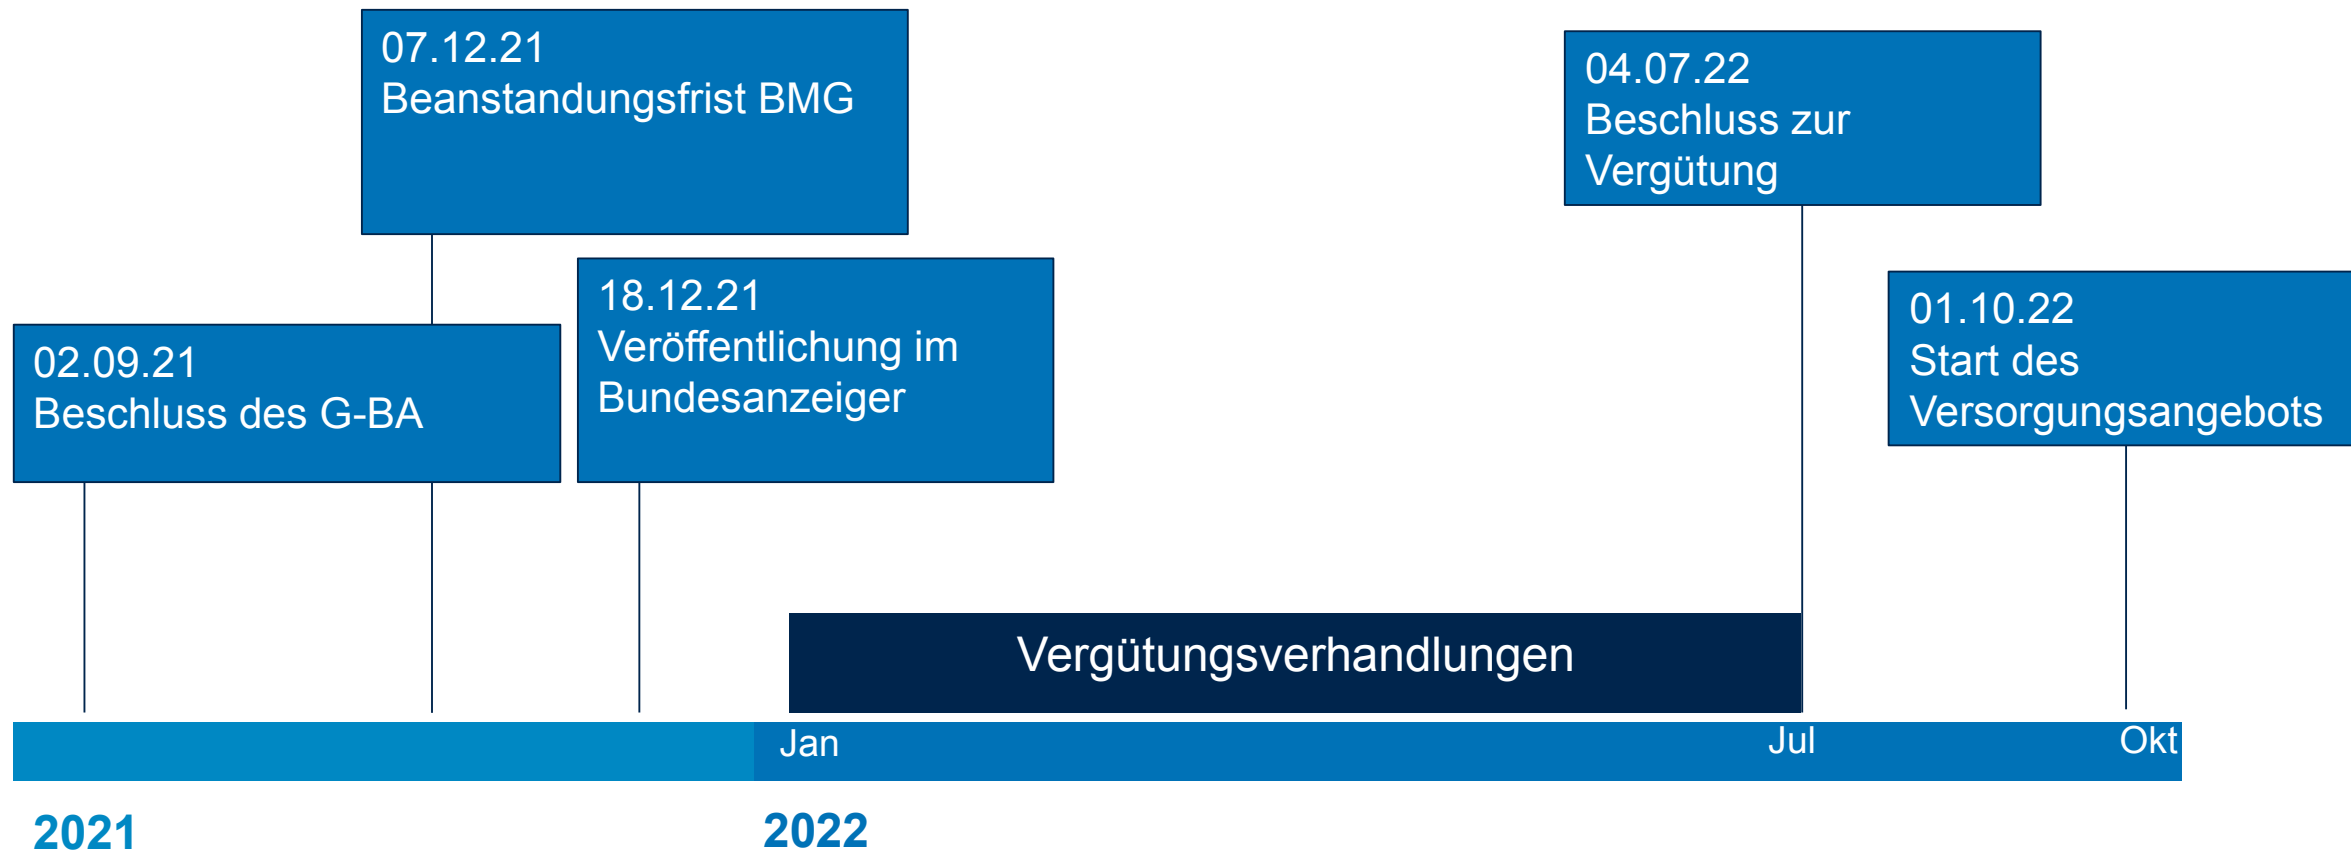 07.12.21
Beanstandungsfrist BMG
04.07.22
Beschluss zur
Vergütung
18.12.21
Veröffentlichung im
Bundesanzeiger
01.10.22
Start des
Versorgungsangebots
02.09.21
Beschluss des G-BA
Vergütungsverhandlungen
Jan
Jul
Okt
2021
2022